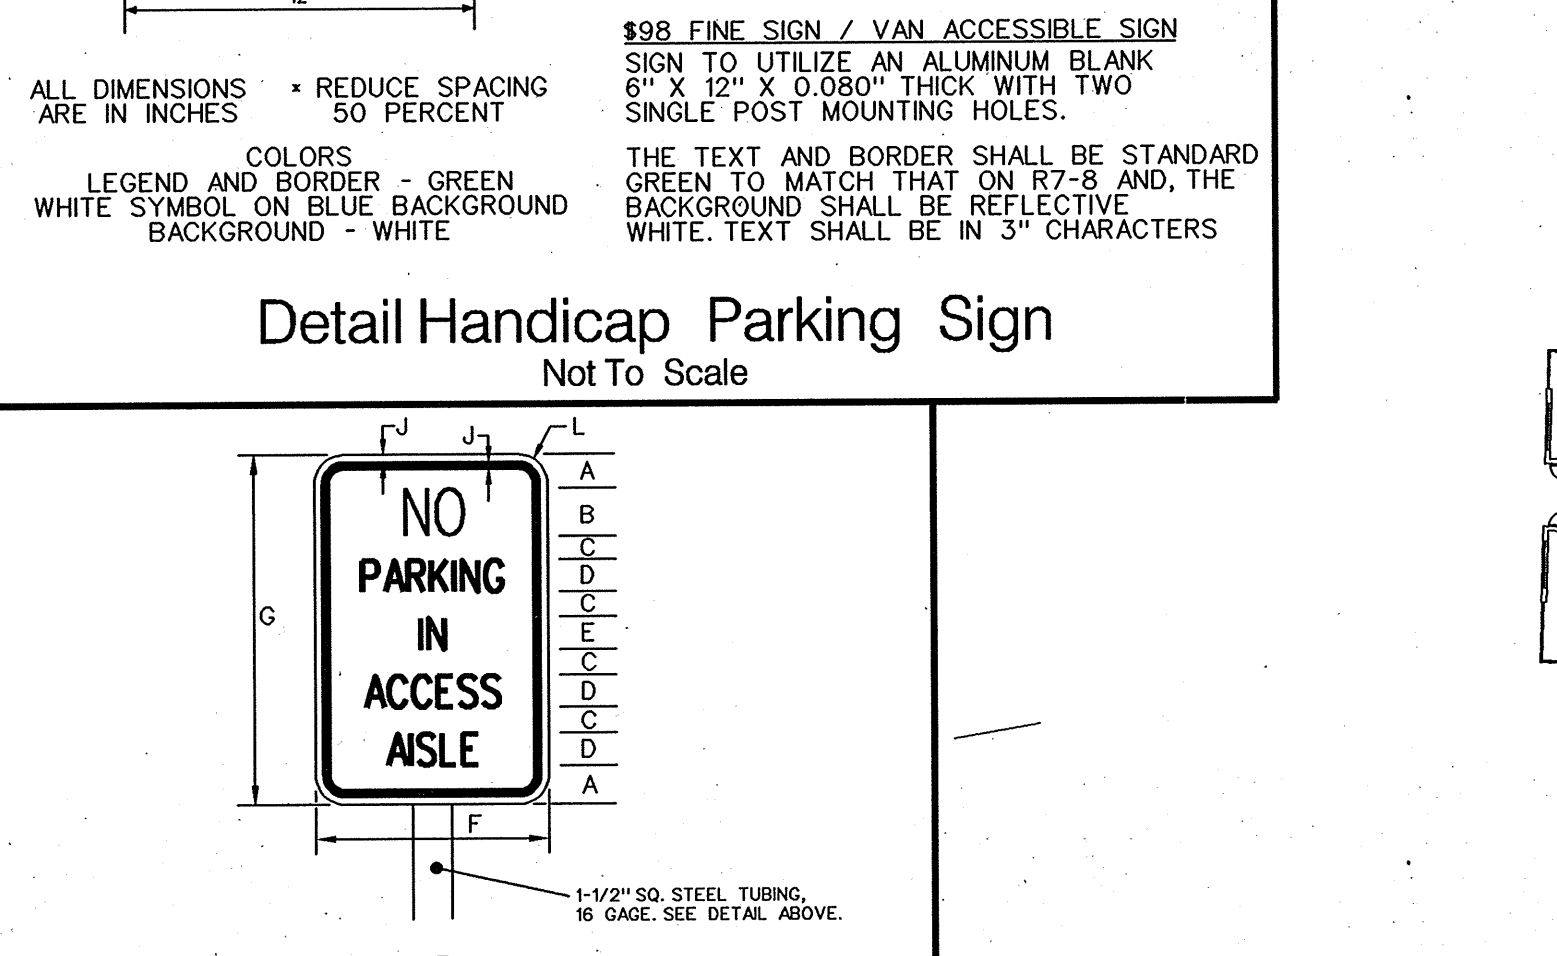 ALL DIMENSIONS
ARE IN INCHES
* REDUCE SPACING
50 PERCENT
COLORS
LEGEND AND BORDER - GREEN
WHITE SYMBOL ON BLUE BACKGROUND
BACKGROUND - WHITE
$98 FINE SIGN / VAN ACCESSIBLE SIGN
SIGN TO UTILIZE AN ALUMINUM BLANK
6" X 12" X 0.080" THICK WITH TWO
SINGLE POST MOUNTING HOLES.
THE TEXT AND BORDER SHALL BE STANDARD
GREEN TO MATCH THAT ON R7-8 AND, THE
BACKGROUND SHALL BE REFLECTIVE
WHITE. TEXT SHALL BE IN 3" CHARACTERS
Detail Handicap Parking Sign
Not To Scale
J
J
L
NO
PARKING
IN
ACCESS
AISLE
G
A
B
C
D
C
E
C
D
C
D
A
F
1-1/2" SQ. STEEL TUBING,
16 GAGE. SEE DETAIL ABOVE.